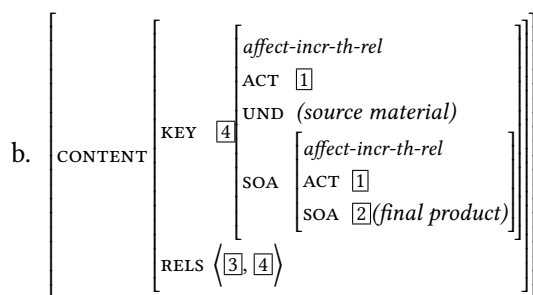 b.
CONTENT
KEY 4
affect-incr-th-rel
ACT 1
UND (source material)
SOA
affect-incr-th-rel
ACT 1
SOA 2(final product)
RELS ⟨3, 4⟩